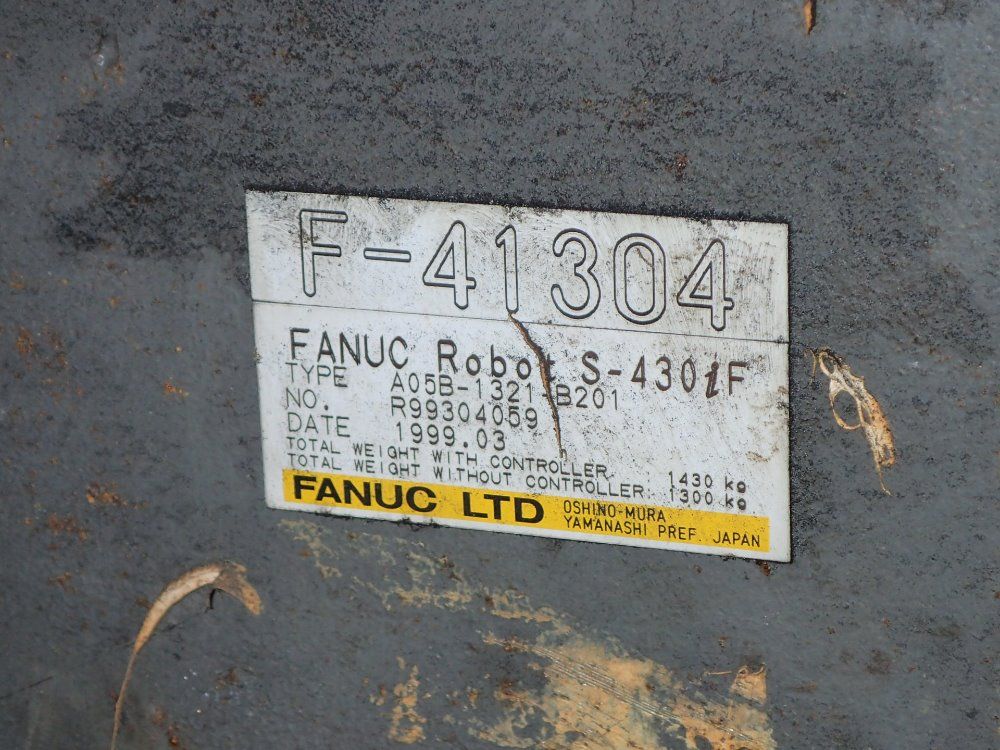 F-41304
FANUC Robot S-430iF
TYPE A05B-1321-B201
NO. R99304059
DATE 1999.03
TOTAL WEIGHT WITH CONTROLLER 1430 kg
TOTAL WEIGHT WITHOUT CONTROLLER 1300 kg
FANUC LTD
OSHINO-MURA
YAMANASHI PREF. JAPAN